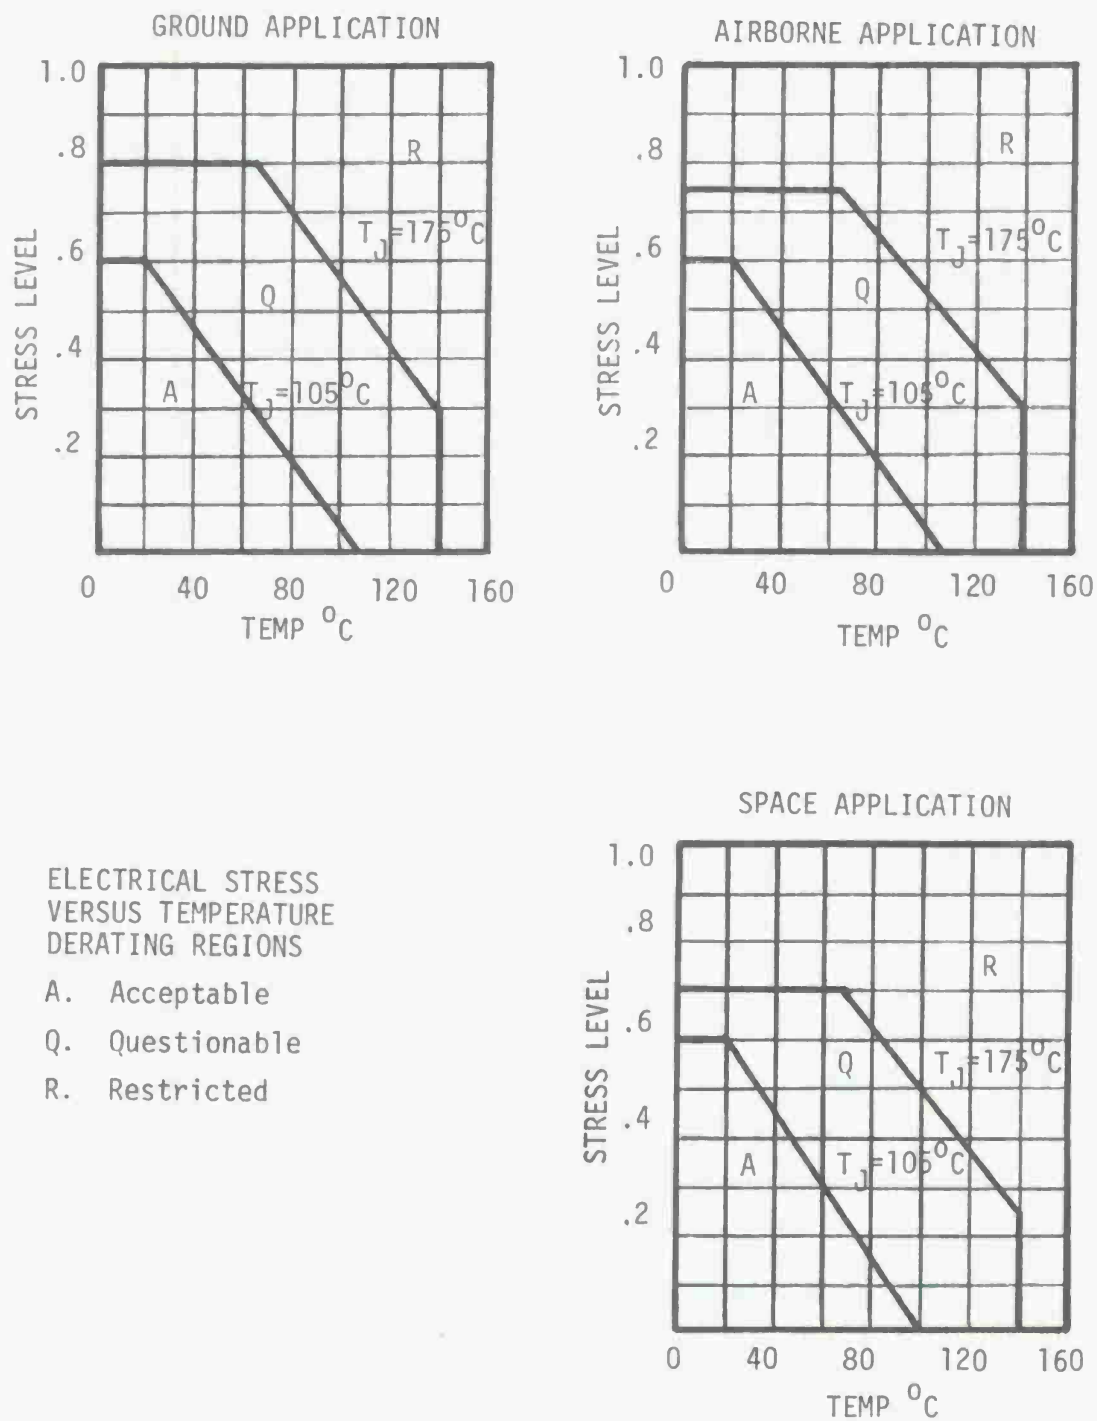 GROUND APPLICATION
1.0
.8
.6
.4
.2
STRESS LEVEL
R
T_J=175°C
Q
A
T_J=105°C
0 40 80 120 160
TEMP °C
AIRBORNE APPLICATION
1.0
.8
.6
.4
.2
STRESS LEVEL
R
T_J=175°C
Q
A
T_J=105°C
0 40 80 120 160
TEMP °C
ELECTRICAL STRESS
VERSUS TEMPERATURE
DERATING REGIONS
A. Acceptable
Q. Questionable
R. Restricted
SPACE APPLICATION
1.0
.8
.6
.4
.2
STRESS LEVEL
R
Q
T_J=175°C
A
T_J=105°C
0 40 80 120 160
TEMP °C